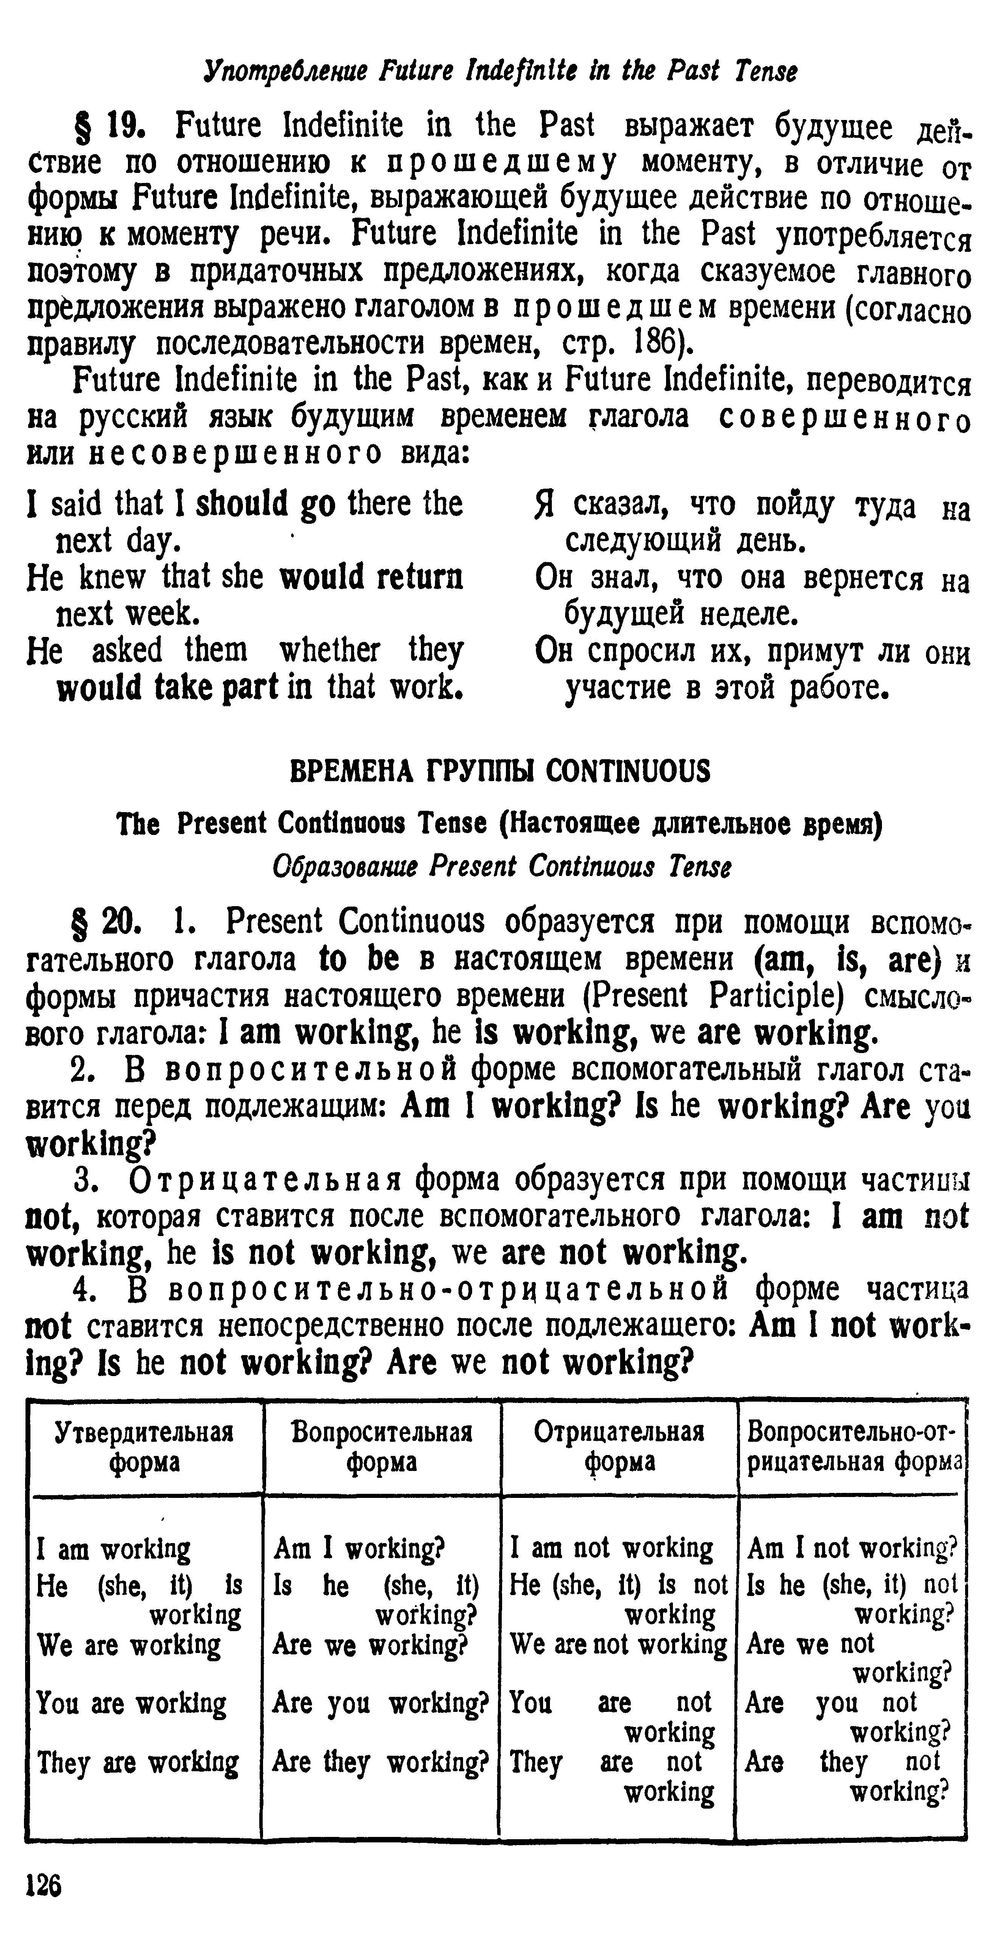 Употребление Future Indefinite in the Past Tense
§ 19. Future Indefinite in the Past выражает будущее дей-
ствие по отношению к прошедшему моменту, в отличие от
формы Future Indefinite, выражающей будущее действие по отноше-
нию к моменту речи. Future Indefinite in the Past употребляется
поэтому в придаточных предложениях, когда сказуемое главного
предложения выражено глаголом в прошедшем времени (согласно
правилу последовательности времен, стр. 186).
Future Indefinite in the Past, как и Future Indefinite, переводится
на русский язык будущим временем глагола совершенного
или несовершенного вида:
I said that I should go there the
next day.
Я сказал, что пойду туда на
следующий день.
He knew that she would return
next week.
Он знал, что она вернется на
будущей неделе.
He asked them whether they
would take part in that work.
Он спросил их, примут ли они
участие в этой работе.
ВРЕМЕНА ГРУППЫ CONTINUOUS
The Present Continuous Tense (Настоящее длительное время)
Образование Present Continuous Tense
§ 20. 1. Present Continuous образуется при помощи вспомо-
гательного глагола to be в настоящем времени (am, is, are) и
формы причастия настоящего времени (Present Participle) смысло-
вого глагола: I am working, he is working, we are working.
2. В вопросительной форме вспомогательный глагол ста-
вится перед подлежащим: Am I working? Is he working? Are you
working?
3. Отрицательная форма образуется при помощи частицы
not, которая ставится после вспомогательного глагола: I am not
working, he is not working, we are not working.
4. В вопросительно-отрицательной форме частица
not ставится непосредственно после подлежащего: Am I not work-
ing? Is he not working? Are we not working?
Утвердительная
форма
Вопросительная
форма
Отрицательная
форма
Вопросительно-от-
рицательная форма
I am working
Am I working?
I am not working
Am I not working?
He (she, it) is
working
Is he (she, it)
working?
He (she, it) is not
working
Is he (she, it) not
working?
We are working
Are we working?
We are not working
Are we not
working?
You are working
Are you working?
You are not
working
Are you not
working?
They are working
Are they working?
They are not
working
Are they not
working?
126